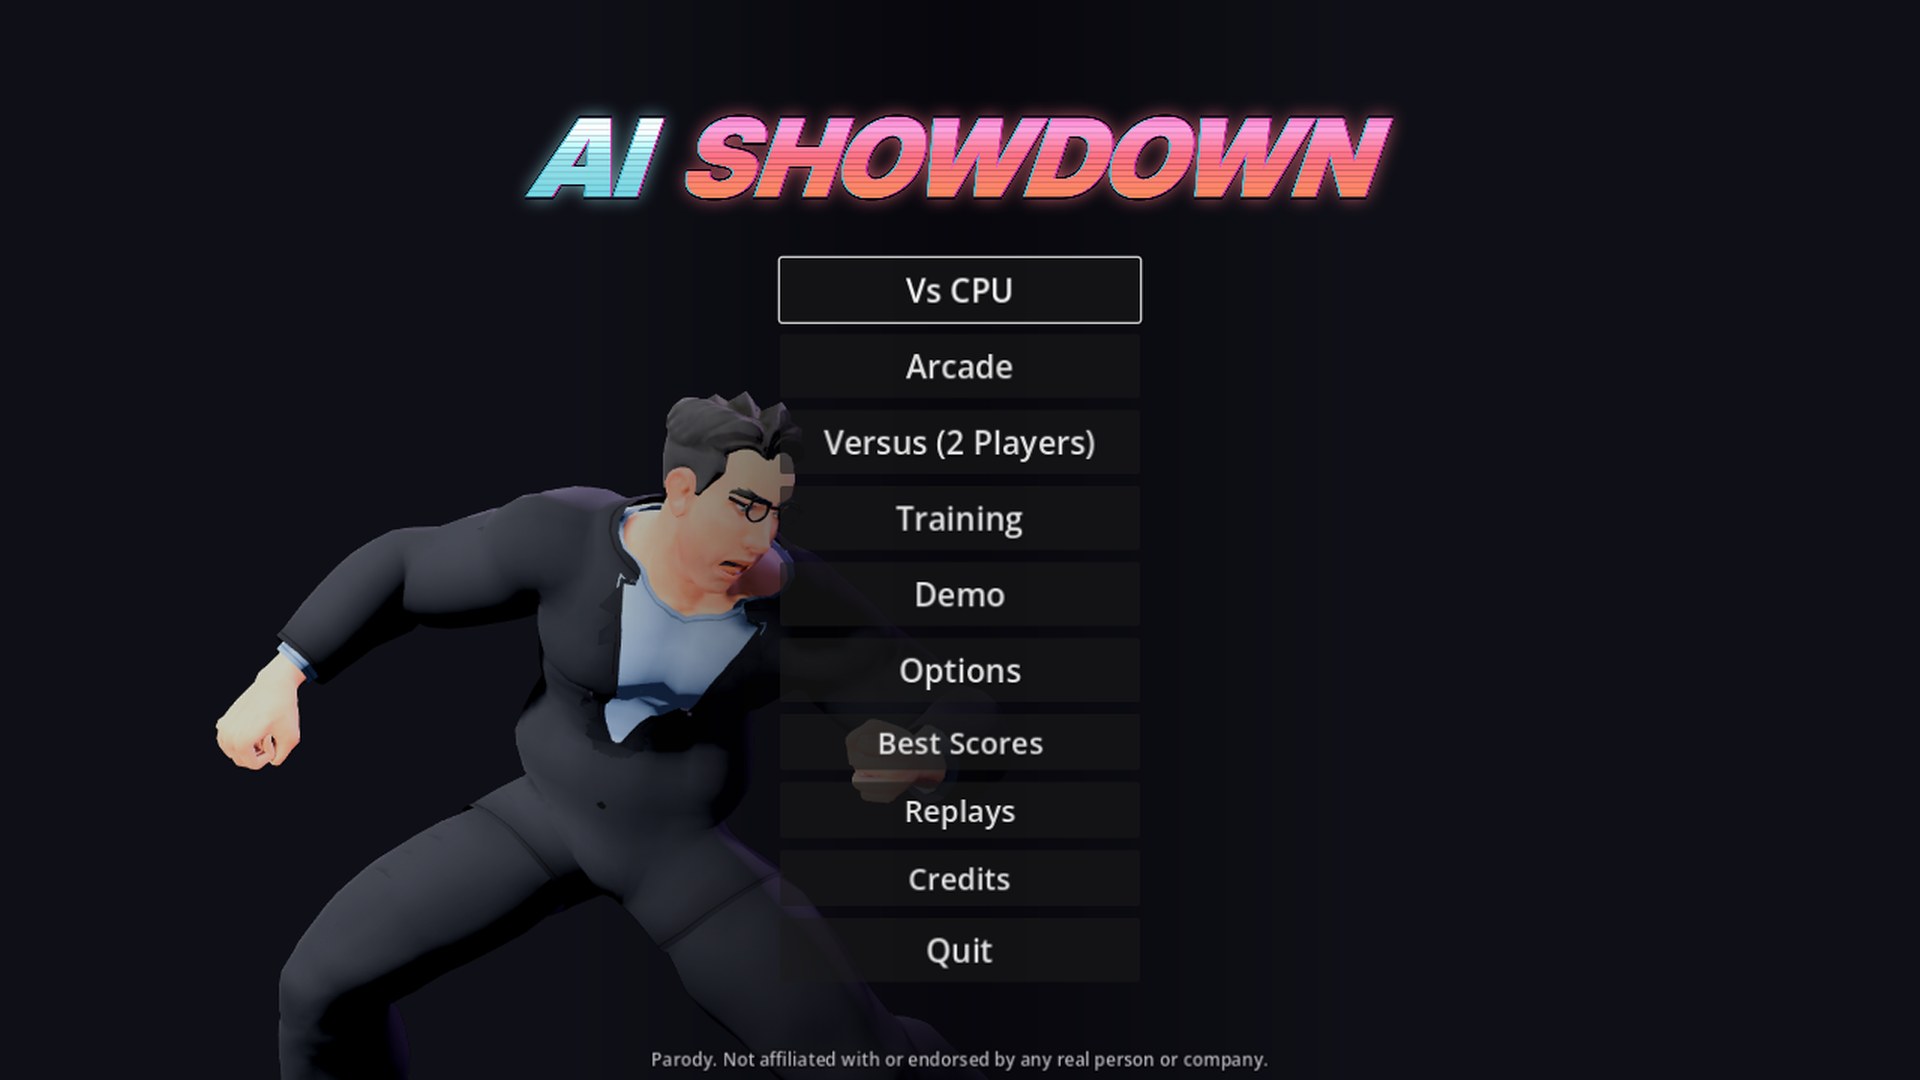 AI SHOWDOWN
Vs CPU
Arcade
Versus (2 Players)
Training
Demo
Options
Best Scores
Replays
Credits
Quit
Parody. Not affiliated with or endorsed by any real person or company.